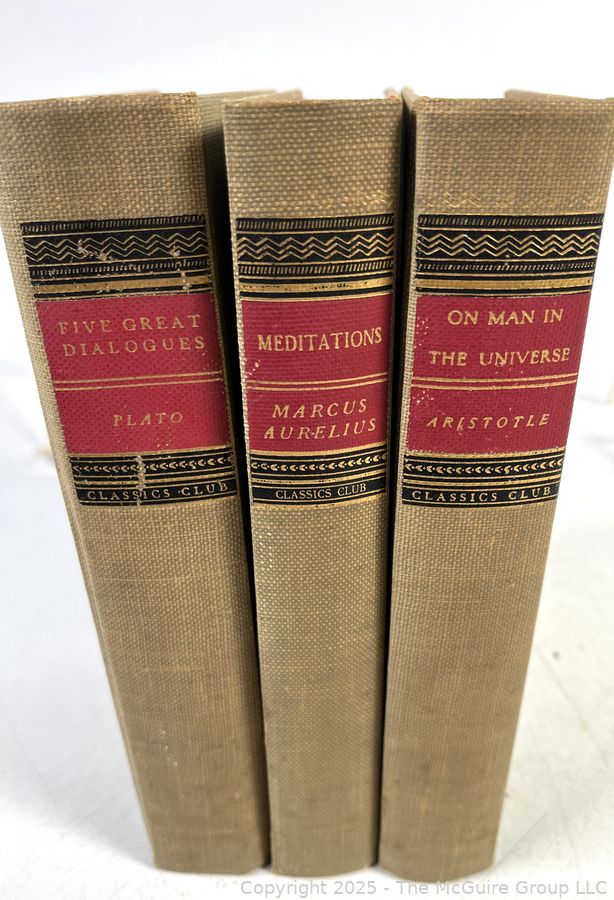 FIVE GREAT
DIALOGUES
PLATO
CLASSICS CLUB
MEDITATIONS
MARCUS
AURELIUS
CLASSICS CLUB
ON MAN IN
THE UNIVERSE
ARISTOTLE
CLASSICS CLUB
Copyright 2025 - The McGuire Group LLC